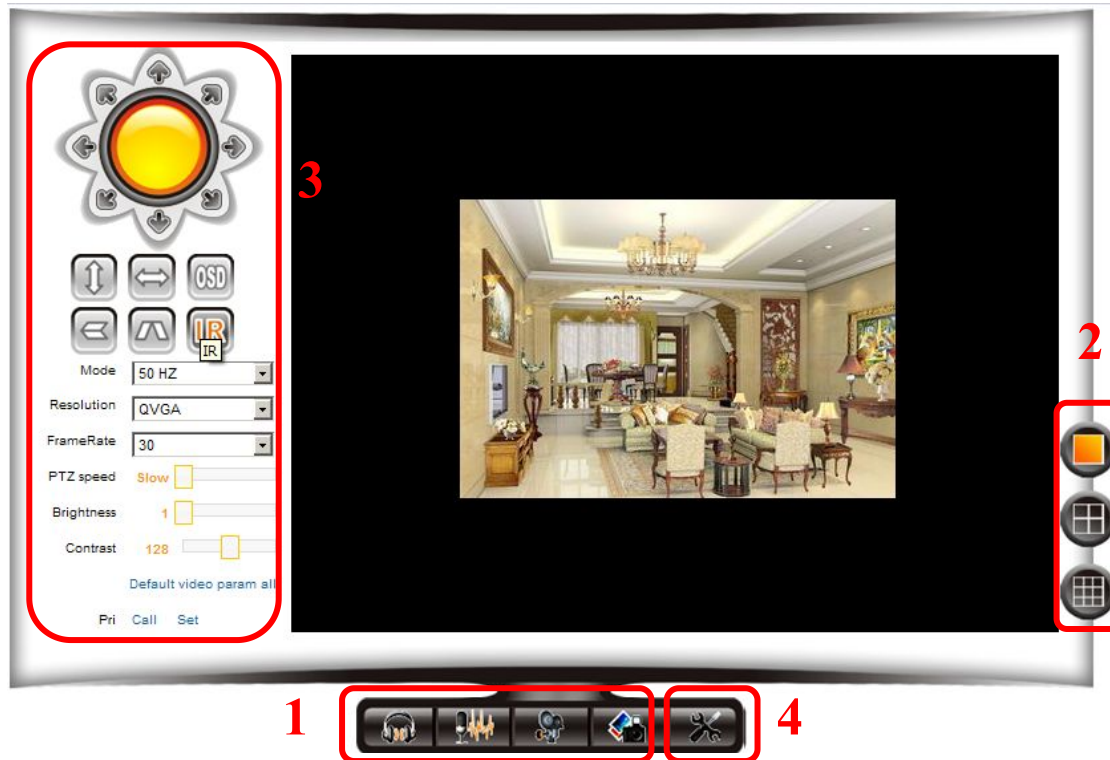 3
OSD
IR
IR
Mode 50 HZ
Resolution QVGA
FrameRate 30
PTZ speed Slow
Brightness 1
Contrast 128
Default video param all
Pri Call Set
2
1
4